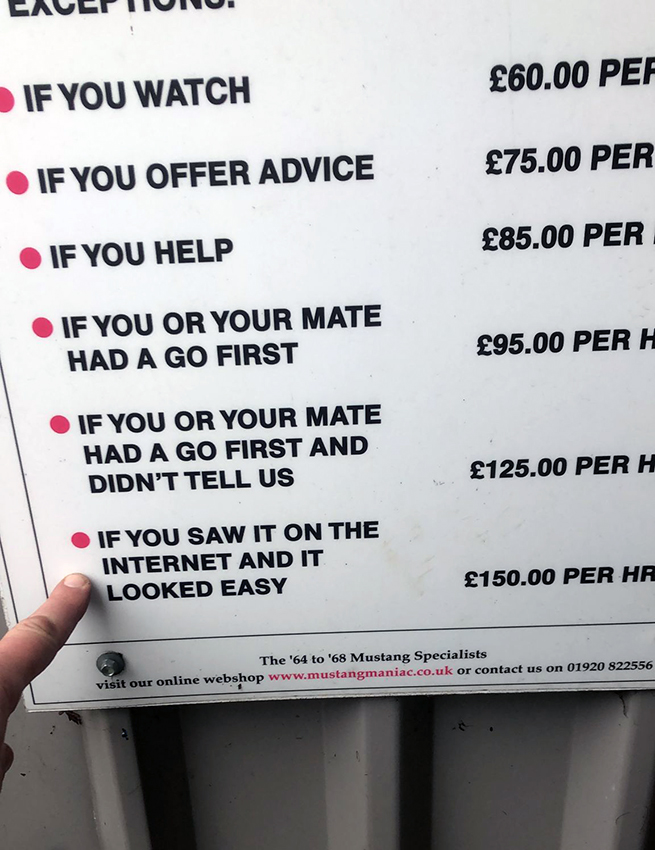 EXCEPTIONS:
IF YOU WATCH £60.00 PER
IF YOU OFFER ADVICE £75.00 PER
IF YOU HELP £85.00 PER
IF YOU OR YOUR MATE
HAD A GO FIRST £95.00 PER H
IF YOU OR YOUR MATE
HAD A GO FIRST AND
DIDN'T TELL US £125.00 PER H
IF YOU SAW IT ON THE
INTERNET AND IT
LOOKED EASY £150.00 PER HR
The '64 to '68 Mustang Specialists
visit our online webshop www.mustangmaniac.co.uk or contact us on 01920 822556